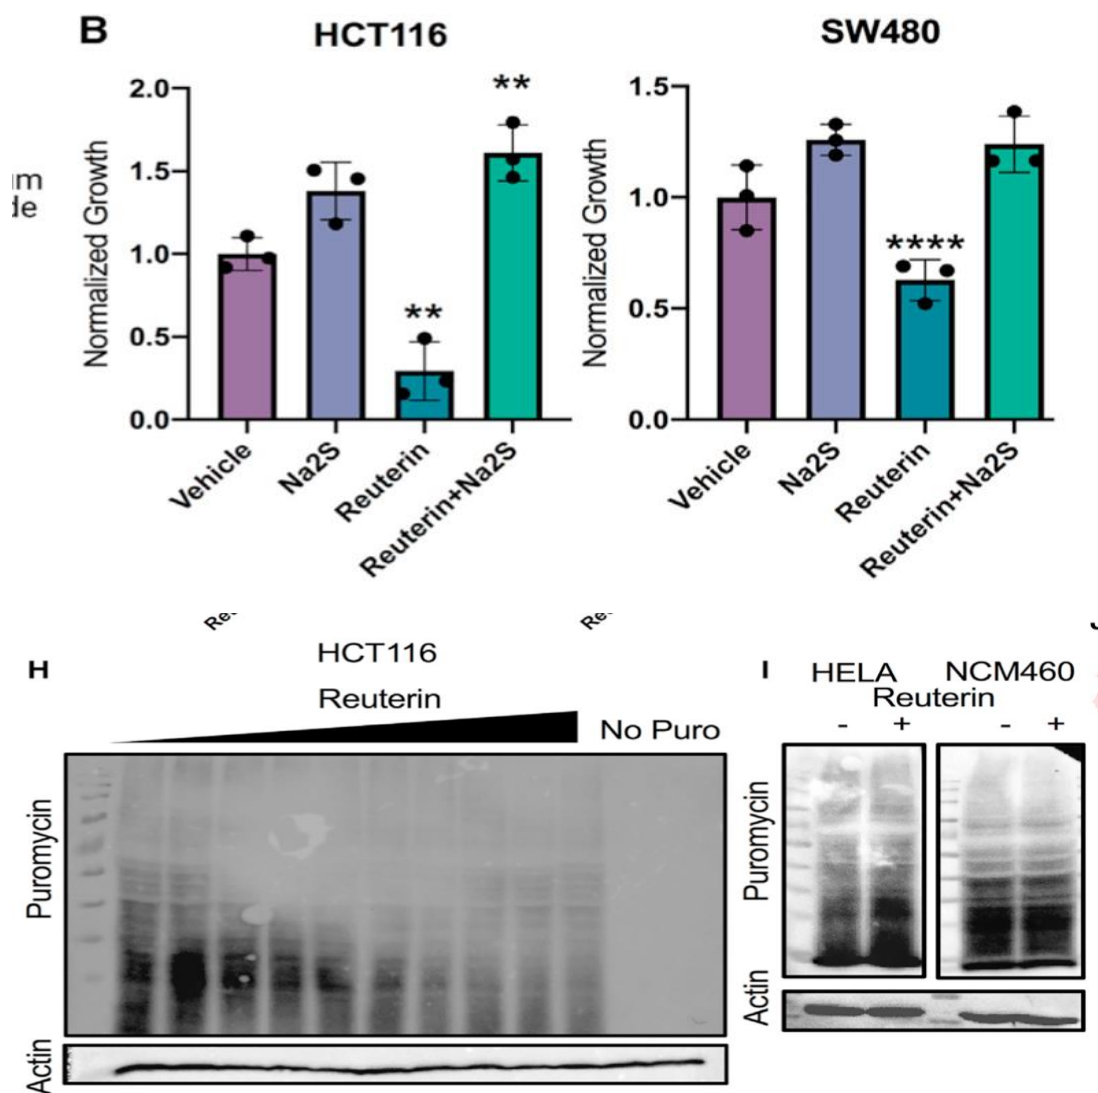 B
HCT116
SW480
Normalized Growth
2.0
1.5
1.0
0.5
0.0
**
**
Vehicle
Na2S
Reuterin
Reuterin+Na2S
Normalized Growth
1.5
1.0
0.5
0.0
****
Vehicle
Na2S
Reuterin
Reuterin+Na2S
H
HCT116
Reuterin
No Puro
Puromycin
Actin
I
HELA NCM460
Reuterin
- + - +
Puromycin
Actin